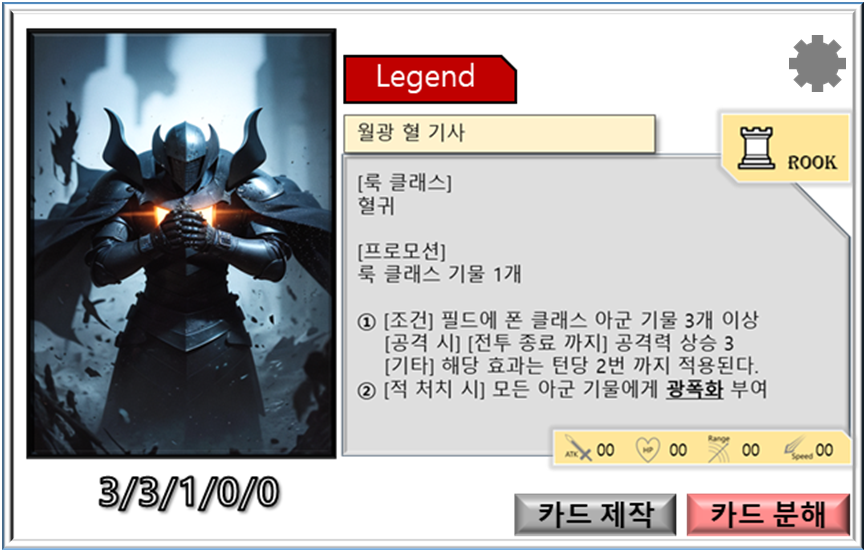 Legend
월광 혈 기사
ROOK
[룩 클래스]
혈귀
[프로모션]
룩 클래스 기물 1개
① [조건] 필드에 폰 클래스 아군 기물 3개 이상
[공격 시] [전투 종료 까지] 공격력 상승 3
[기타] 해당 효과는 턴당 2번 까지 적용된다.
② [적 처치 시] 모든 아군 기물에게 광폭화 부여
ATK 00 HP 00 Range 00 Speed 00
3/3/1/0/0
카드 제작 카드 분해